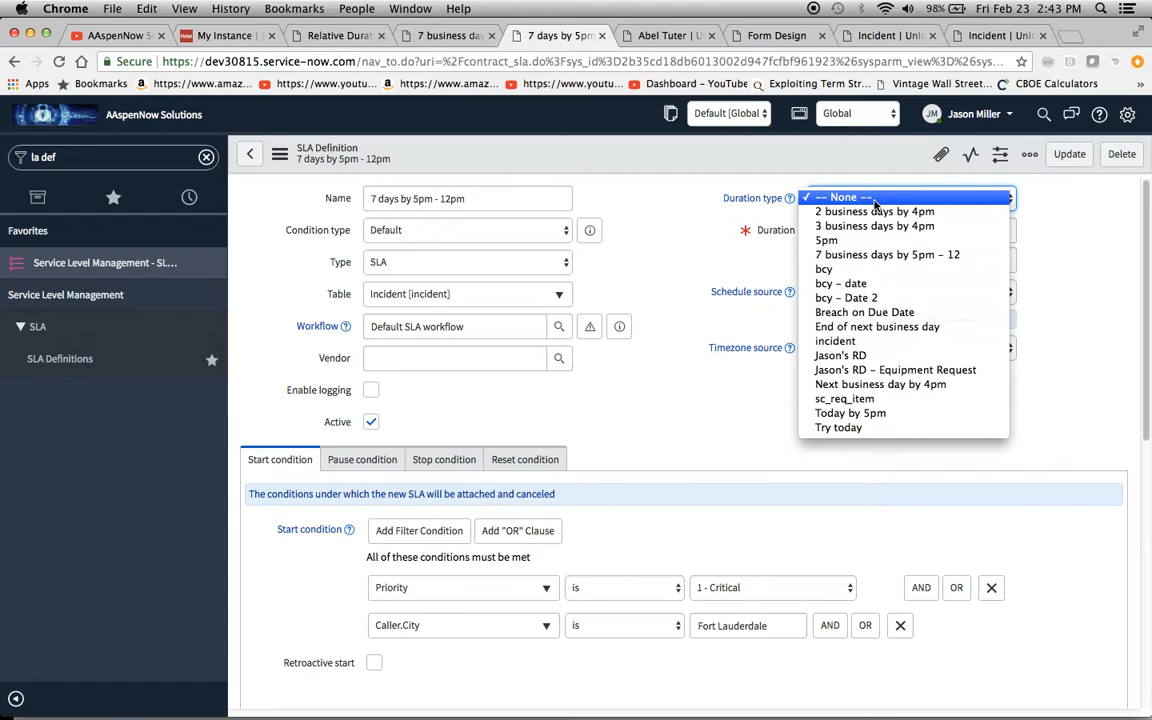 Chrome File Edit View History Bookmarks People Window Help 98% Fri Feb 23 2:43 PM
AAspenNow S My Instance | Relative Durat 7 business day 7 days by 5pm Abel Tuter | U Form Design Incident | Unl Incident | Unl
Secure https://dev30815.service-now.com/nav_to.do?uri=%2Fcontract_sla.do%3Fsys_id%3D2b35cd18db6013002d947fcfbf961923%26sysparm_view%3D%26sys...
Apps Bookmarks https://www.amaz... https://www.youtu... https://www.amaz... https://www.youtu... Dashboard - YouTube Exploiting Term Str... Vintage Wall Street... CBOE Calculators »
AAspenNow Solutions Default [Global Global JM Jason Miller
la def
SLA Definition
7 days by 5pm - 12pm
Update Delete
Favorites
Service Level Management - SL...
Service Level Management
SLA
SLA Definitions
Name 7 days by 5pm - 12pm
Condition type Default
Type SLA
Table Incident [incident]
Workflow Default SLA workflow
Vendor
Enable logging
Active
Duration type
Duration
Schedule source
Timezone source
-- None --
2 business days by 4pm
3 business days by 4pm
5pm
7 business days by 5pm - 12
bcy
bcy - date
bcy - Date 2
Breach on Due Date
End of next business day
incident
Jason's RD
Jason's RD - Equipment Request
Next business day by 4pm
sc_req_item
Today by 5pm
Try today
Start condition Pause condition Stop condition Reset condition
The conditions under which the new SLA will be attached and canceled
Start condition Add Filter Condition Add "OR" Clause
All of these conditions must be met
Priority is 1 - Critical AND OR
Caller.City is Fort Lauderdale AND OR
Retroactive start